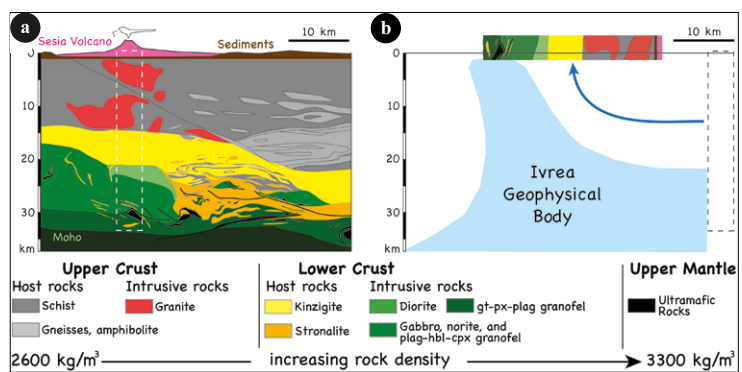 a
10 km
Sesia Volcano
Sediments
0
10
20
30
km
Moho
b
10 km
0
10
20
30
km
Ivrea
Geophysical
Body
Upper Crust
Host rocks
Intrusive rocks
Schist
Granite
Gneisses, amphibolite
Lower Crust
Host rocks
Intrusive rocks
Kinzigite
Diorite
gt-px-plag granofel
Stronalite
Gabbro, norite, and
plag-hbl-cpx granofel
Upper Mantle
Ultramafic
Rocks
2600 kg/m³
increasing rock density
3300 kg/m³